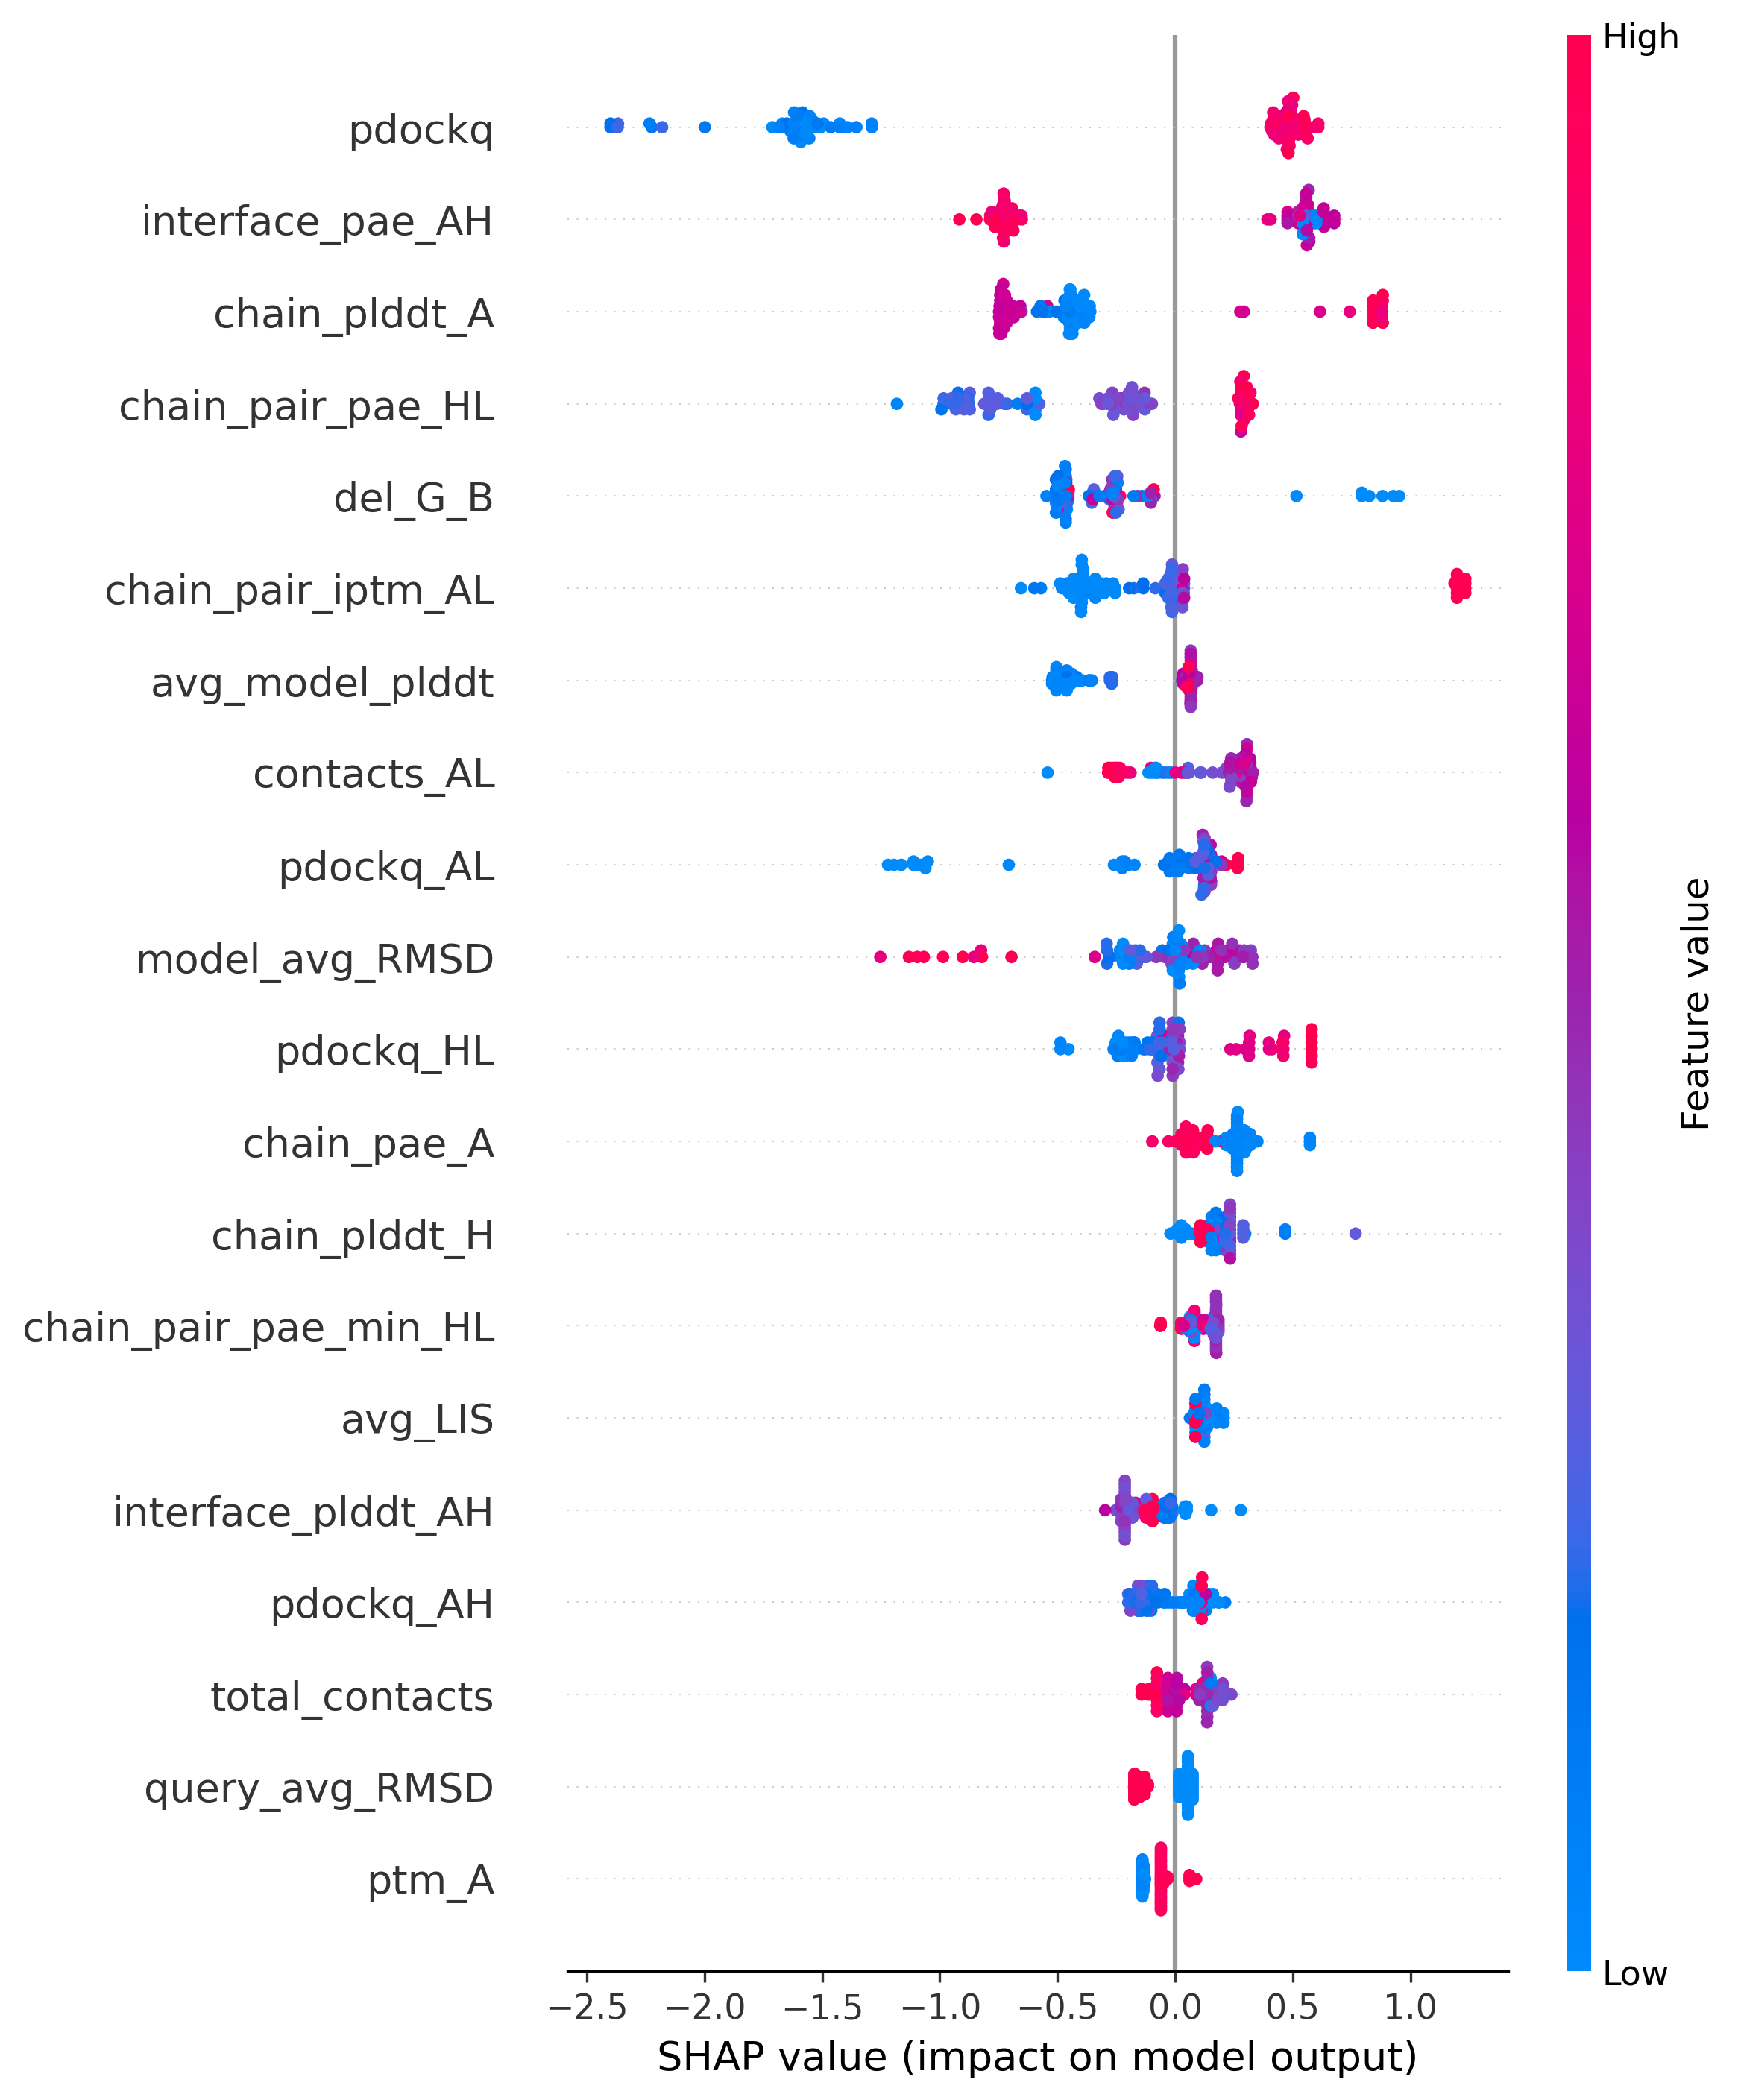 High
pdockq
interface_pae_AH
chain_plddt_A
chain_pair_pae_HL
del_G_B
chain_pair_iptm_AL
avg_model_plddt
contacts_AL
pdockq_AL
model_avg_RMSD
pdockq_HL
chain_pae_A
chain_plddt_H
chain_pair_pae_min_HL
avg_LIS
interface_plddt_AH
pdockq_AH
total_contacts
query_avg_RMSD
ptm_A
Feature value
Low
−2.5 −2.0 −1.5 −1.0 −0.5 0.0 0.5 1.0
SHAP value (impact on model output)